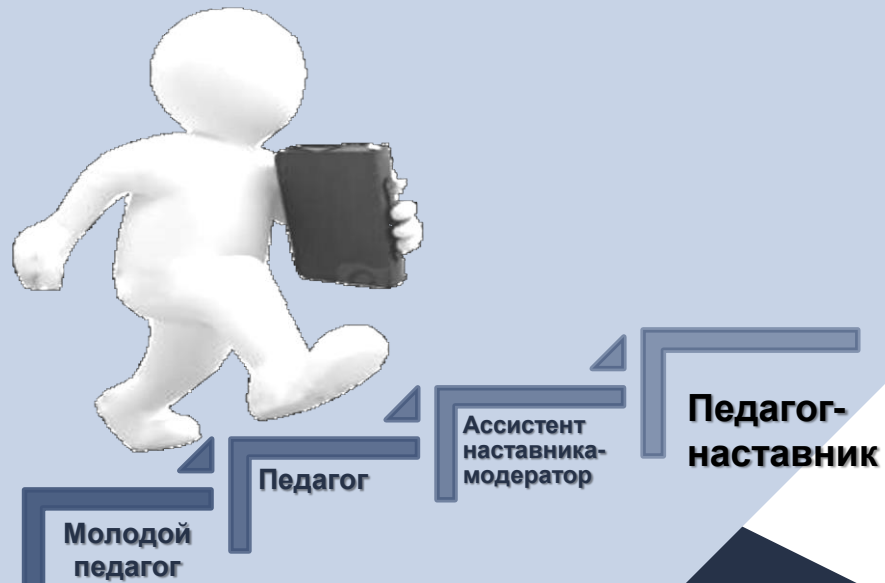 Молодой
педагог
Педагог
Ассистент
наставника-
модератор
Педагог-
наставник